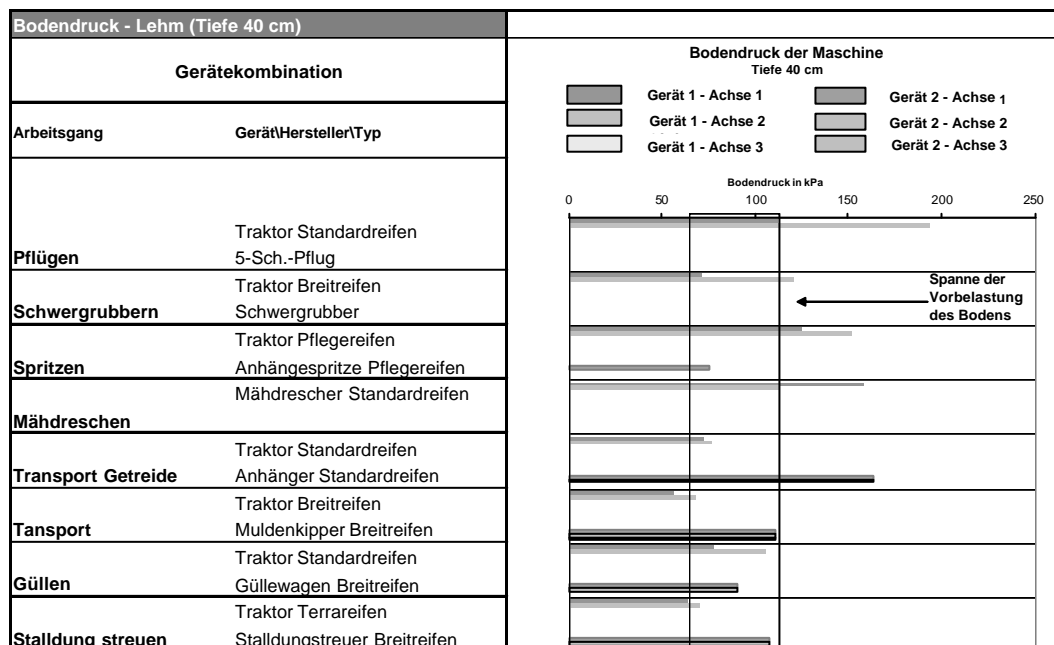 Bodendruck - Lehm (Tiefe 40 cm)
Gerätekombination
Arbeitsgang Gerät\Hersteller\Typ
Bodendruck der Maschine
Tiefe 40 cm
Gerät 1 - Achse 1 Gerät 2 - Achse 1
Gerät 1 - Achse 2 Gerät 2 - Achse 2
Gerät 1 - Achse 3 Gerät 2 - Achse 3
Bodendruck in kPa
0 50 100 150 200 250
Traktor Standardreifen
Pflügen 5-Sch.-Pflug
Traktor Breitreifen
Schwergrubbern Schwergrubber
Spanne der
Vorbelastung
des Bodens
Traktor Pflegereifen
Spritzen Anhängespritze Pflegereifen
Mähdrescher Standardreifen
Mähdreschen
Traktor Standardreifen
Transport Getreide Anhänger Standardreifen
Traktor Breitreifen
Tansport Muldenkipper Breitreifen
Traktor Standardreifen
Güllen Güllewagen Breitreifen
Traktor Terrareifen
Stalldung streuen Stalldungstreuer Breitreifen